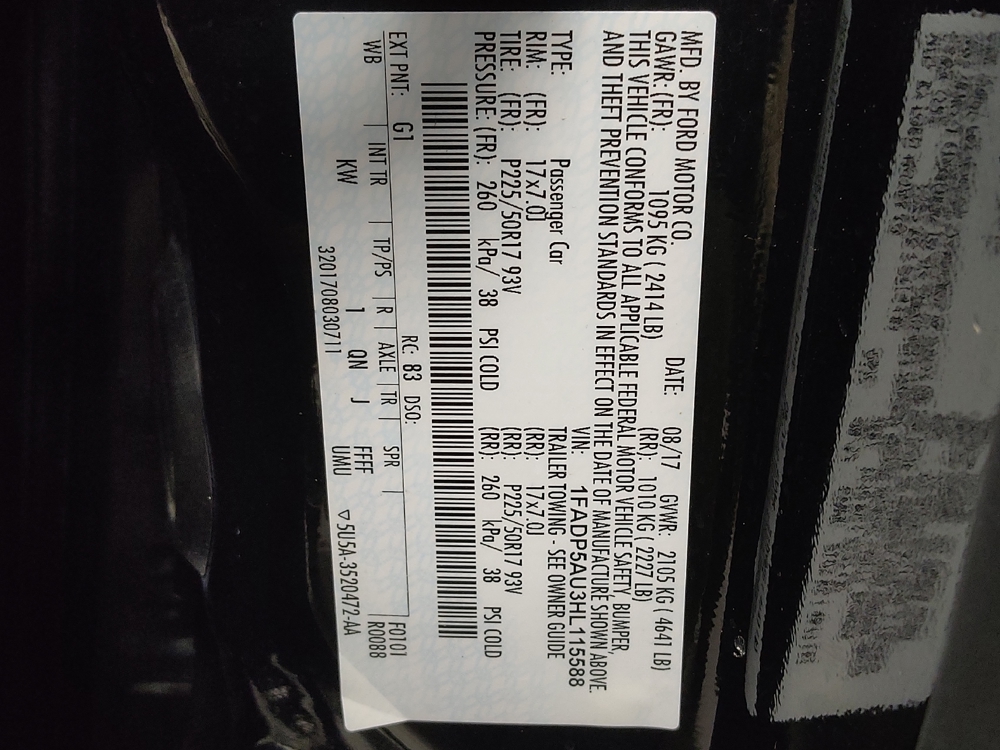 MFD. BY FORD MOTOR CO.
DATE: 08/17 GVWR: 2105 KG ( 4641 LB)
GAWR: (FR): 1095 KG ( 2414 LB) (RR): 1010 KG ( 2227 LB)
THIS VEHICLE CONFORMS TO ALL APPLICABLE FEDERAL MOTOR VEHICLE SAFETY, BUMPER,
AND THEFT PREVENTION STANDARDS IN EFFECT ON THE DATE OF MANUFACTURE SHOWN ABOVE.
VIN: 1FADP5AU3HL115588
TYPE: Passenger Car TRAILER TOWING - SEE OWNER GUIDE
RIM: (FR): 17x7.0J (RR): 17x7.0J
TIRE: (FR): P225/50R17 93V (RR): P225/50R17 93V
PRESSURE: (FR): 260 kPa/ 38 PSI COLD (RR): 260 kPa/ 38 PSI COLD
EXT PNT: G1 RC: 83 DSO: F0101
WB INT TR TP/PS R AXLE TR SPR R0088
KW 1 QN J FFFF
3201708030711 UMU ▽5U5A-3520472-AA